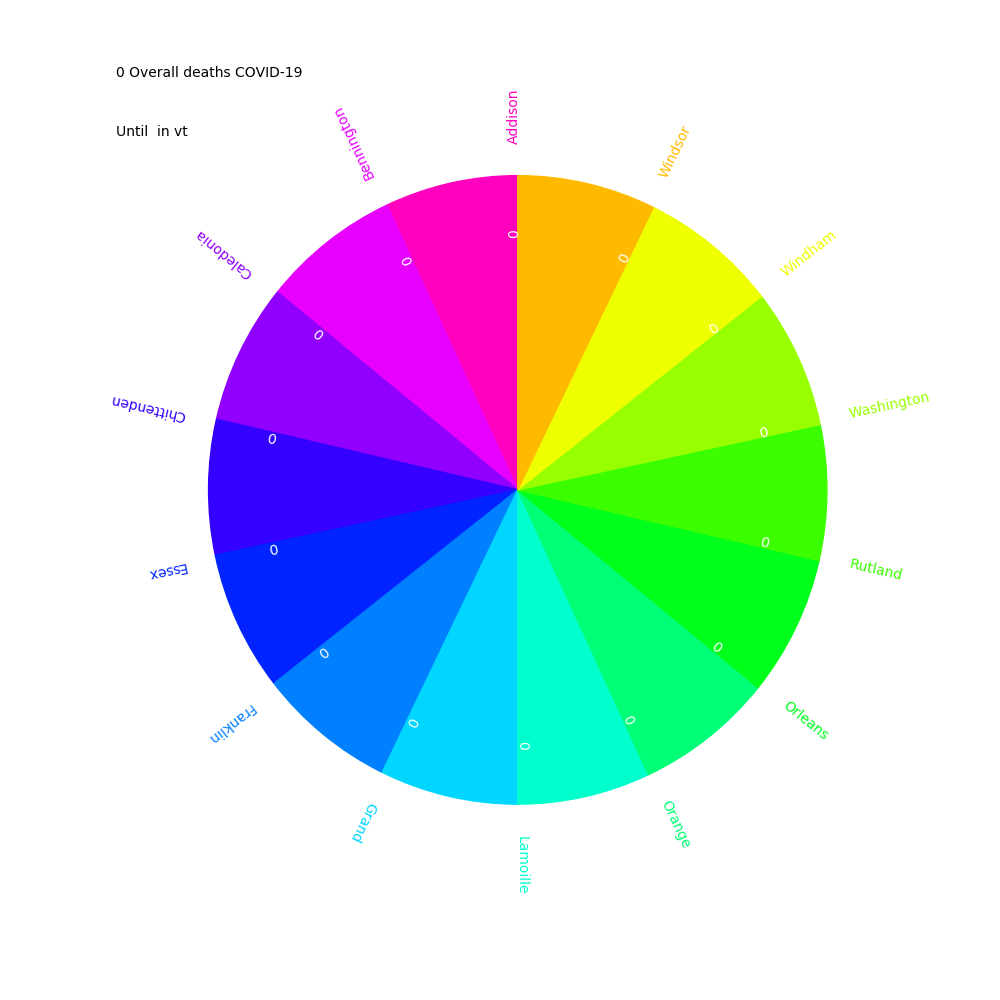 0 Overall deaths COVID-19
Until  in vt
Addison
Windsor
Windham
Washington
Rutland
Orleans
Orange
Lamoille
Grand
Franklin
Essex
Chittenden
Caledonia
Bennington
0
0
0
0
0
0
0
0
0
0
0
0
0
0